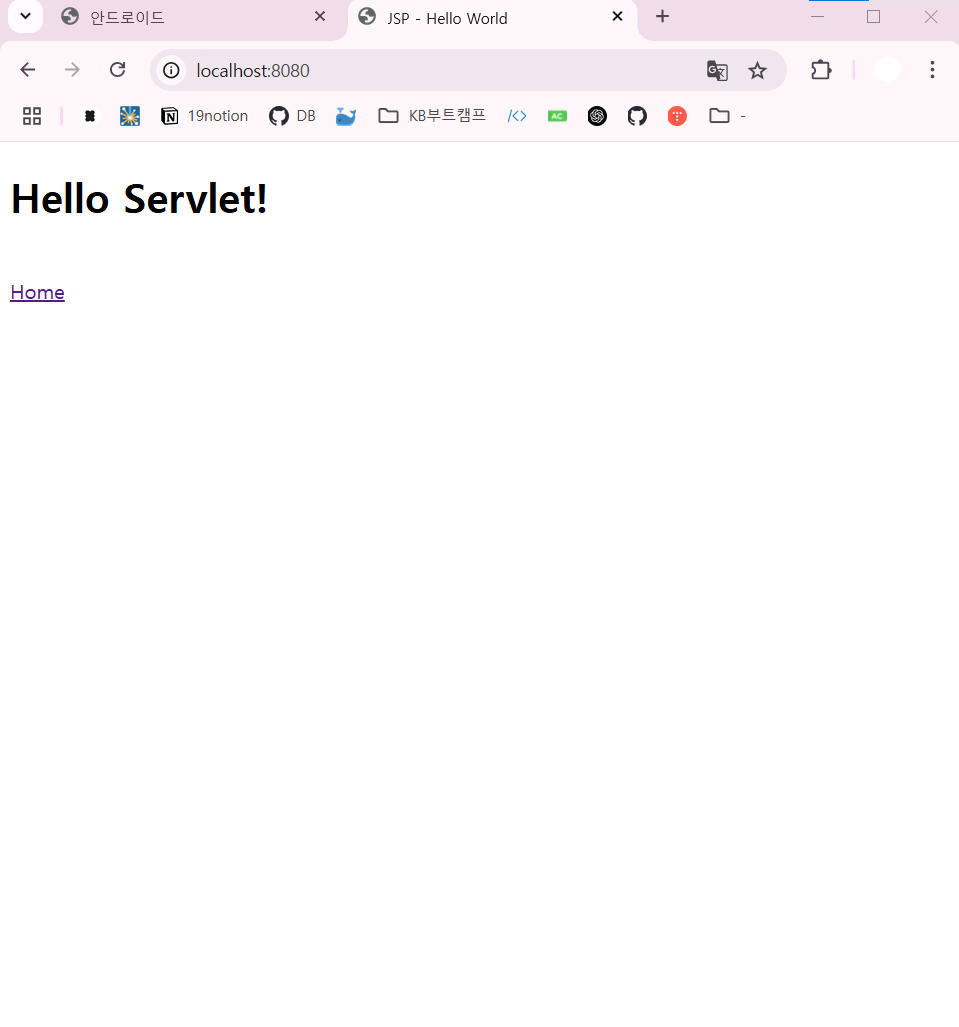 안드로이드
JSP - Hello World
localhost:8080
19notion
DB
KB부트캠프
AC
-
Hello Servlet!
Home